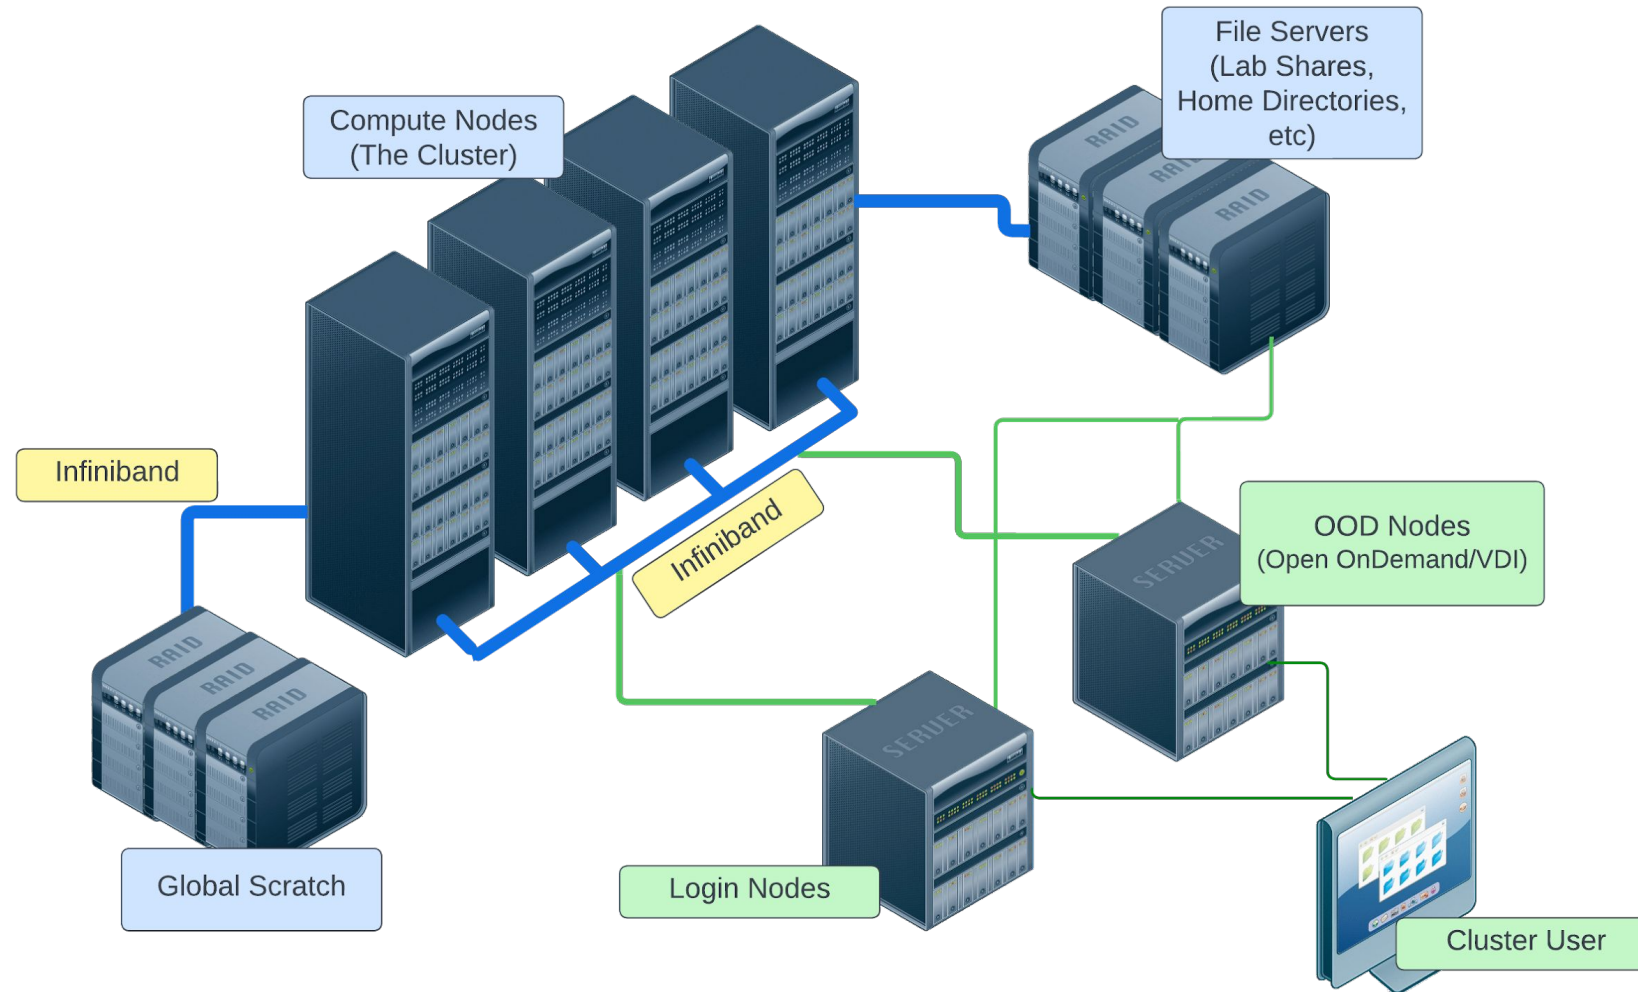 File Servers
(Lab Shares,
Home Directories,
etc)
Compute Nodes
(The Cluster)
RAID
RAID
RAID
Infiniband
Infiniband
OOD Nodes
(Open OnDemand/VDI)
SERVER
RAID
RAID
RAID
SERVER
Global Scratch
Login Nodes
Cluster User